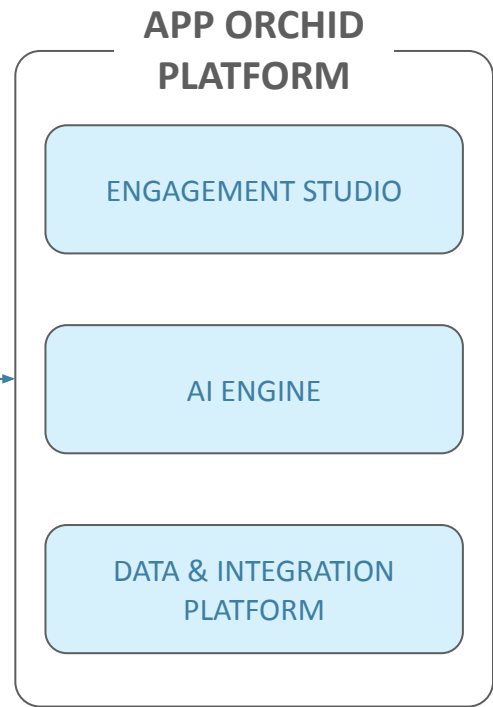 APP ORCHID
PLATFORM
ENGAGEMENT STUDIO
AI ENGINE
DATA & INTEGRATION
PLATFORM